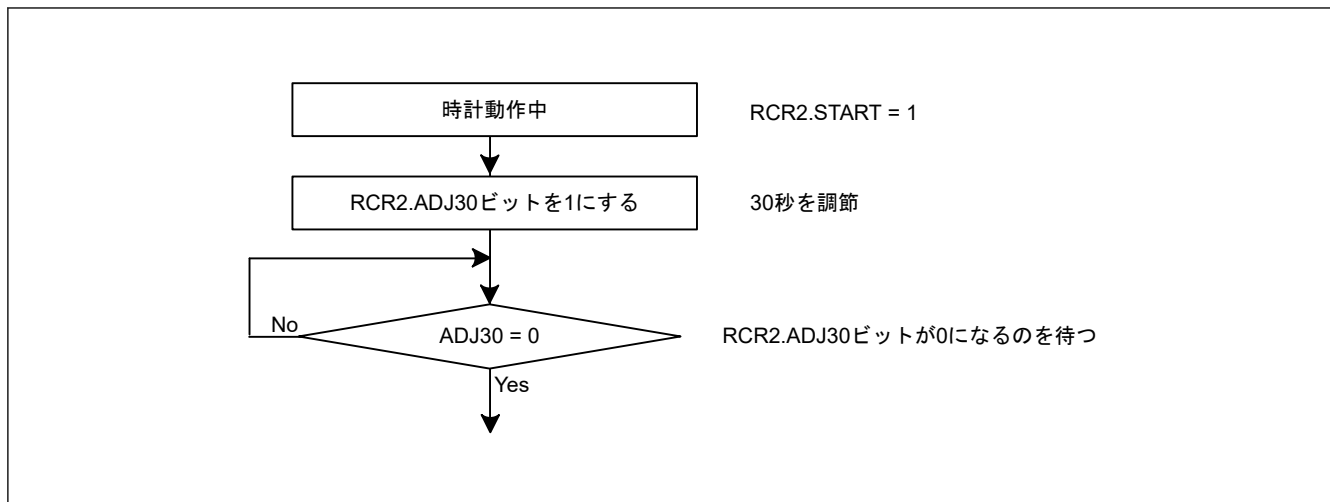 時計動作中
RCR2.START = 1
RCR2.ADJ30ビットを1にする
30秒を調節
No
ADJ30 = 0
RCR2.ADJ30ビットが0になるのを待つ
Yes